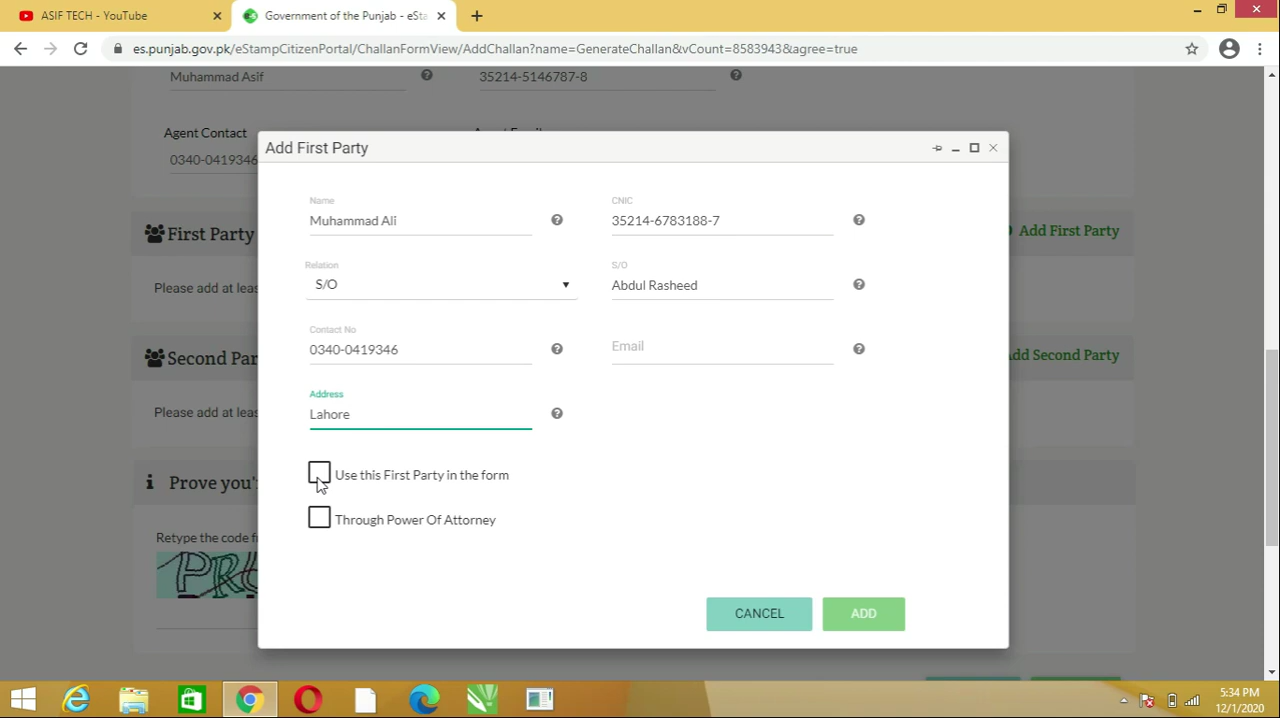 ASIF TECH - YouTube
Government of the Punjab - eSta
es.punjab.gov.pk/eStampCitizenPortal/ChallanFormView/AddChallan?name=GenerateChallan&vCount=8583943&agree=true
Muhammad Asif
35214-5146787-8
Agent Contact
0340-0419346
Add First Party
Name
Muhammad Ali
CNIC
35214-6783188-7
First Party
Add First Party
Relation
S/O
S/O
Abdul Rasheed
Please add at leas
Contact No
0340-0419346
Email
Second Par
Add Second Party
Address
Lahore
Please add at leas
Use this First Party in the form
Prove you'
Through Power Of Attorney
Retype the code f
CANCEL
ADD
5:34 PM
12/1/2020